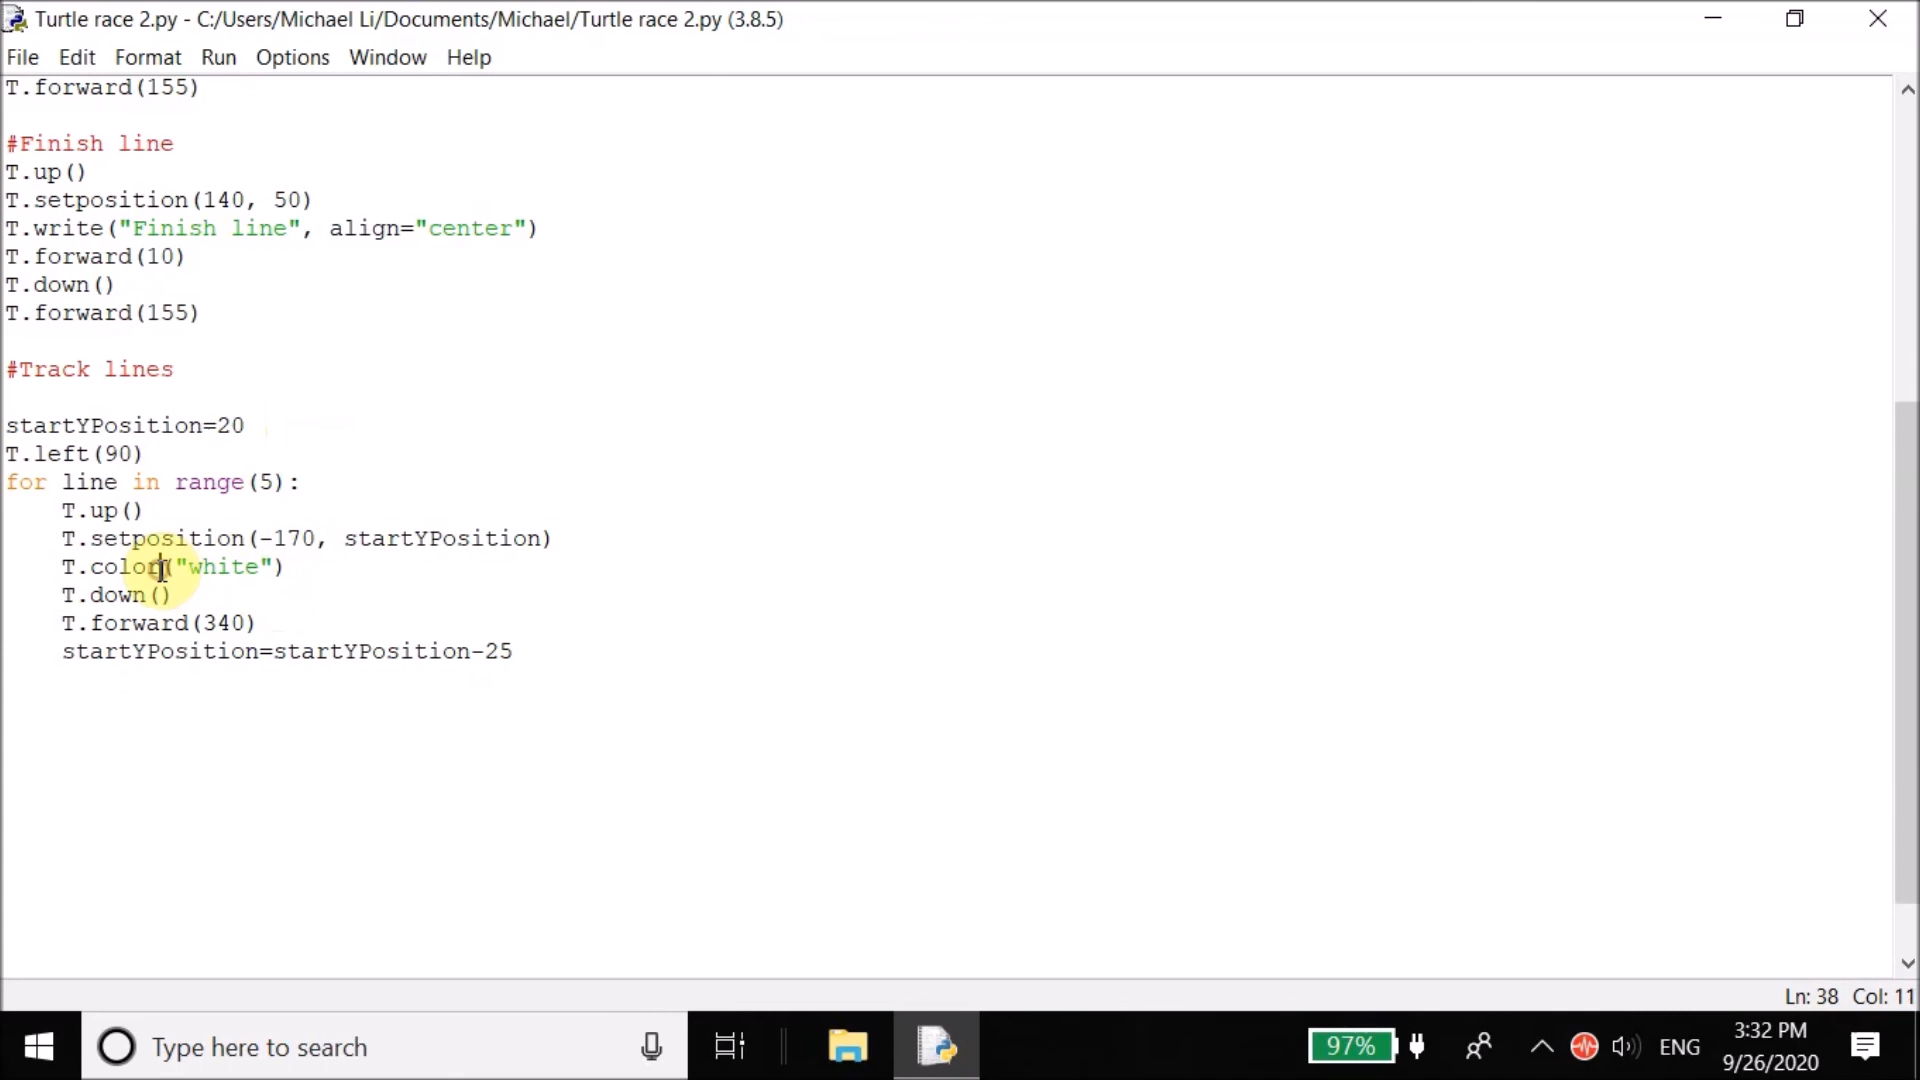 Turtle race 2.py - C:/Users/Michael Li/Documents/Michael/Turtle race 2.py (3.8.5)
File Edit Format Run Options Window Help
T.forward(155)
#Finish line
T.up()
T.setposition(140, 50)
T.write("Finish line", align="center")
T.forward(10)
T.down()
T.forward(155)
#Track lines
startYPosition=20
T.left(90)
for line in range(5):
    T.up()
    T.setposition(-170, startYPosition)
    T.color("white")
    T.down()
    T.forward(340)
    startYPosition=startYPosition-25
Ln: 38 Col: 11
Type here to search
97%
ENG
3:32 PM
9/26/2020